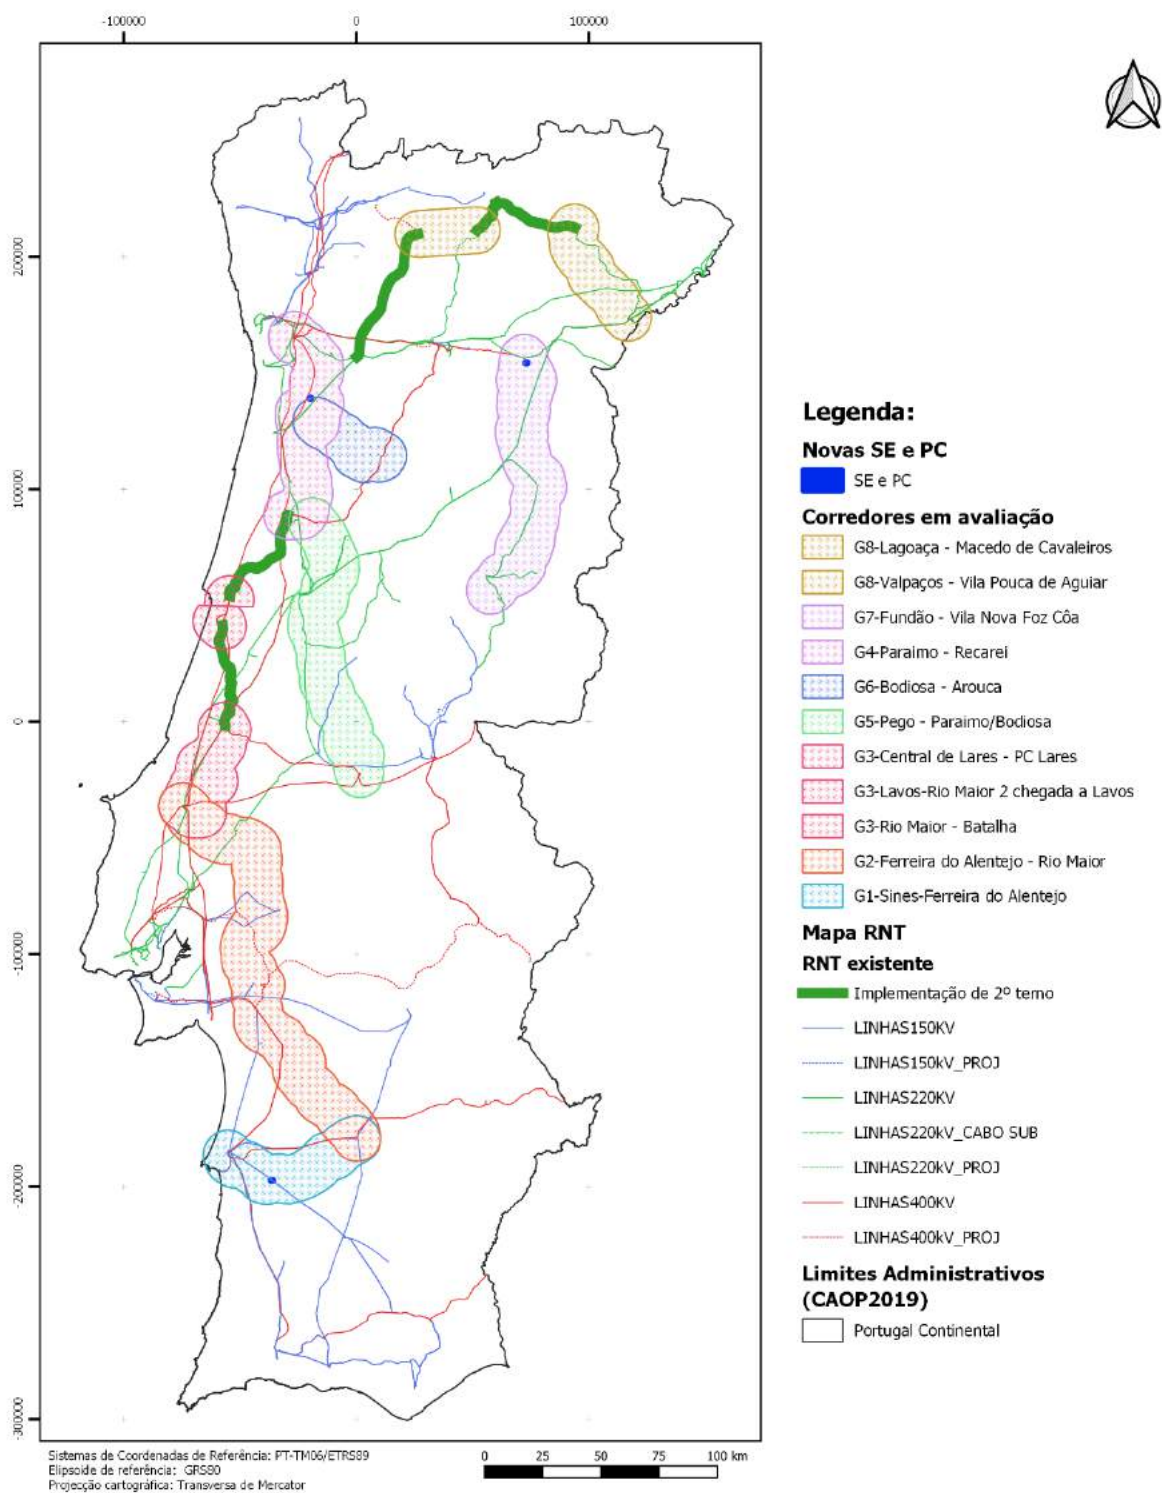 -100000
0
100000
200000
100000
0
-100000
-200000
-300000
Legenda:
Novas SE e PC
SE e PC
Corredores em avaliação
G8-Lagoaça - Macedo de Cavaleiros
G8-Valpaços - Vila Pouca de Aguiar
G7-Fundão - Vila Nova Foz Côa
G4-Paraimo - Recarei
G6-Bodiosa - Arouca
G5-Pego - Paraimo/Bodiosa
G3-Central de Lares - PC Lares
G3-Lavos-Rio Maior 2 chegada a Lavos
G3-Rio Maior - Batalha
G2-Ferreira do Alentejo - Rio Maior
G1-Sines-Ferreira do Alentejo
Mapa RNT
RNT existente
Implementação de 2º terno
LINHAS150KV
LINHAS150kV_PROJ
LINHAS220KV
LINHAS220kV_CABO SUB
LINHAS220kV_PROJ
LINHAS400KV
LINHAS400kV_PROJ
Limites Administrativos
(CAOP2019)
Portugal Continental
Sistemas de Coordenadas de Referência: PT-TM06/ETRS89
Elipsoide de referência: GRS80
Projecção cartográfica: Transversa de Mercator
0 25 50 75 100 km